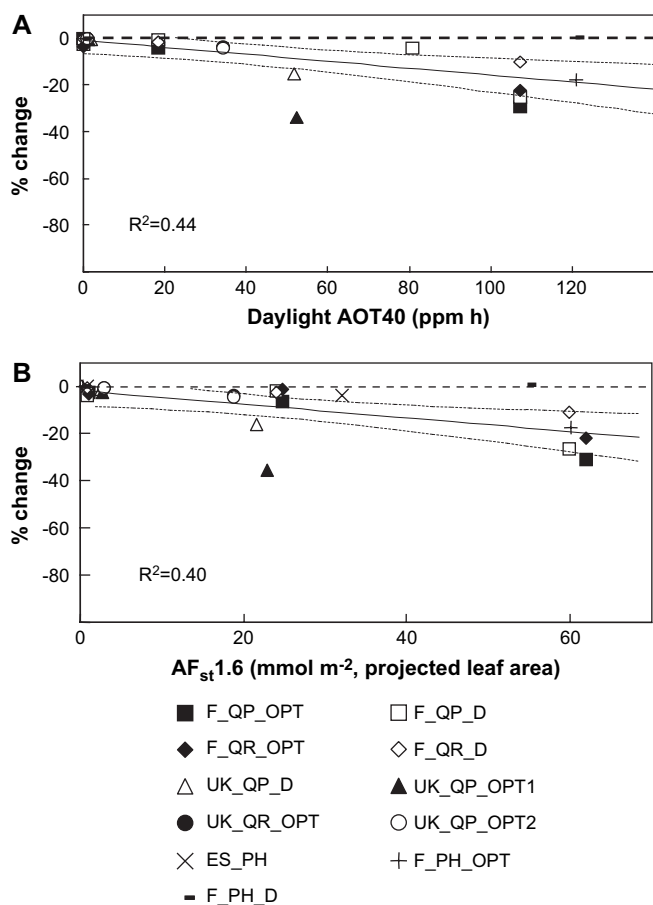 A
0
-20
-40
-60
-80
% change
R²=0.44
0 20 40 60 80 100 120
Daylight AOT40 (ppm h)
B
0
-20
-40
-60
-80
% change
R²=0.40
0 20 40 60
AFst1.6 (mmol m-2, projected leaf area)
F_QP_OPT F_QP_D
F_QR_OPT F_QR_D
UK_QP_D UK_QP_OPT1
UK_QR_OPT UK_QP_OPT2
ES_PH F_PH_OPT
F_PH_D